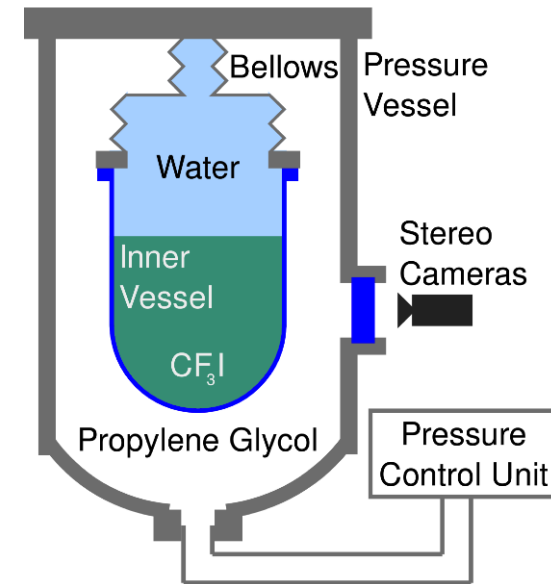 Bellows
Pressure
Vessel
Water
Stereo
Cameras
Inner
Vessel
CF₃I
Propylene Glycol
Pressure
Control Unit